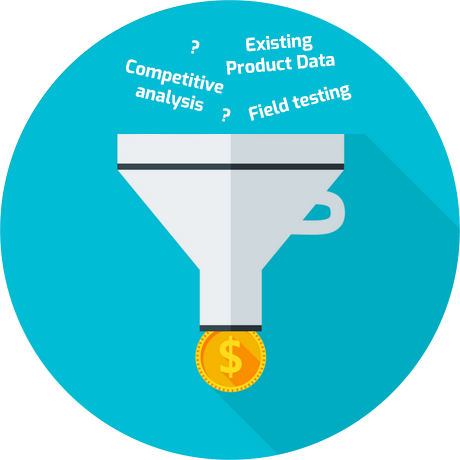 ?
Existing
Product Data
Competitive
analysis
?
Field testing
$